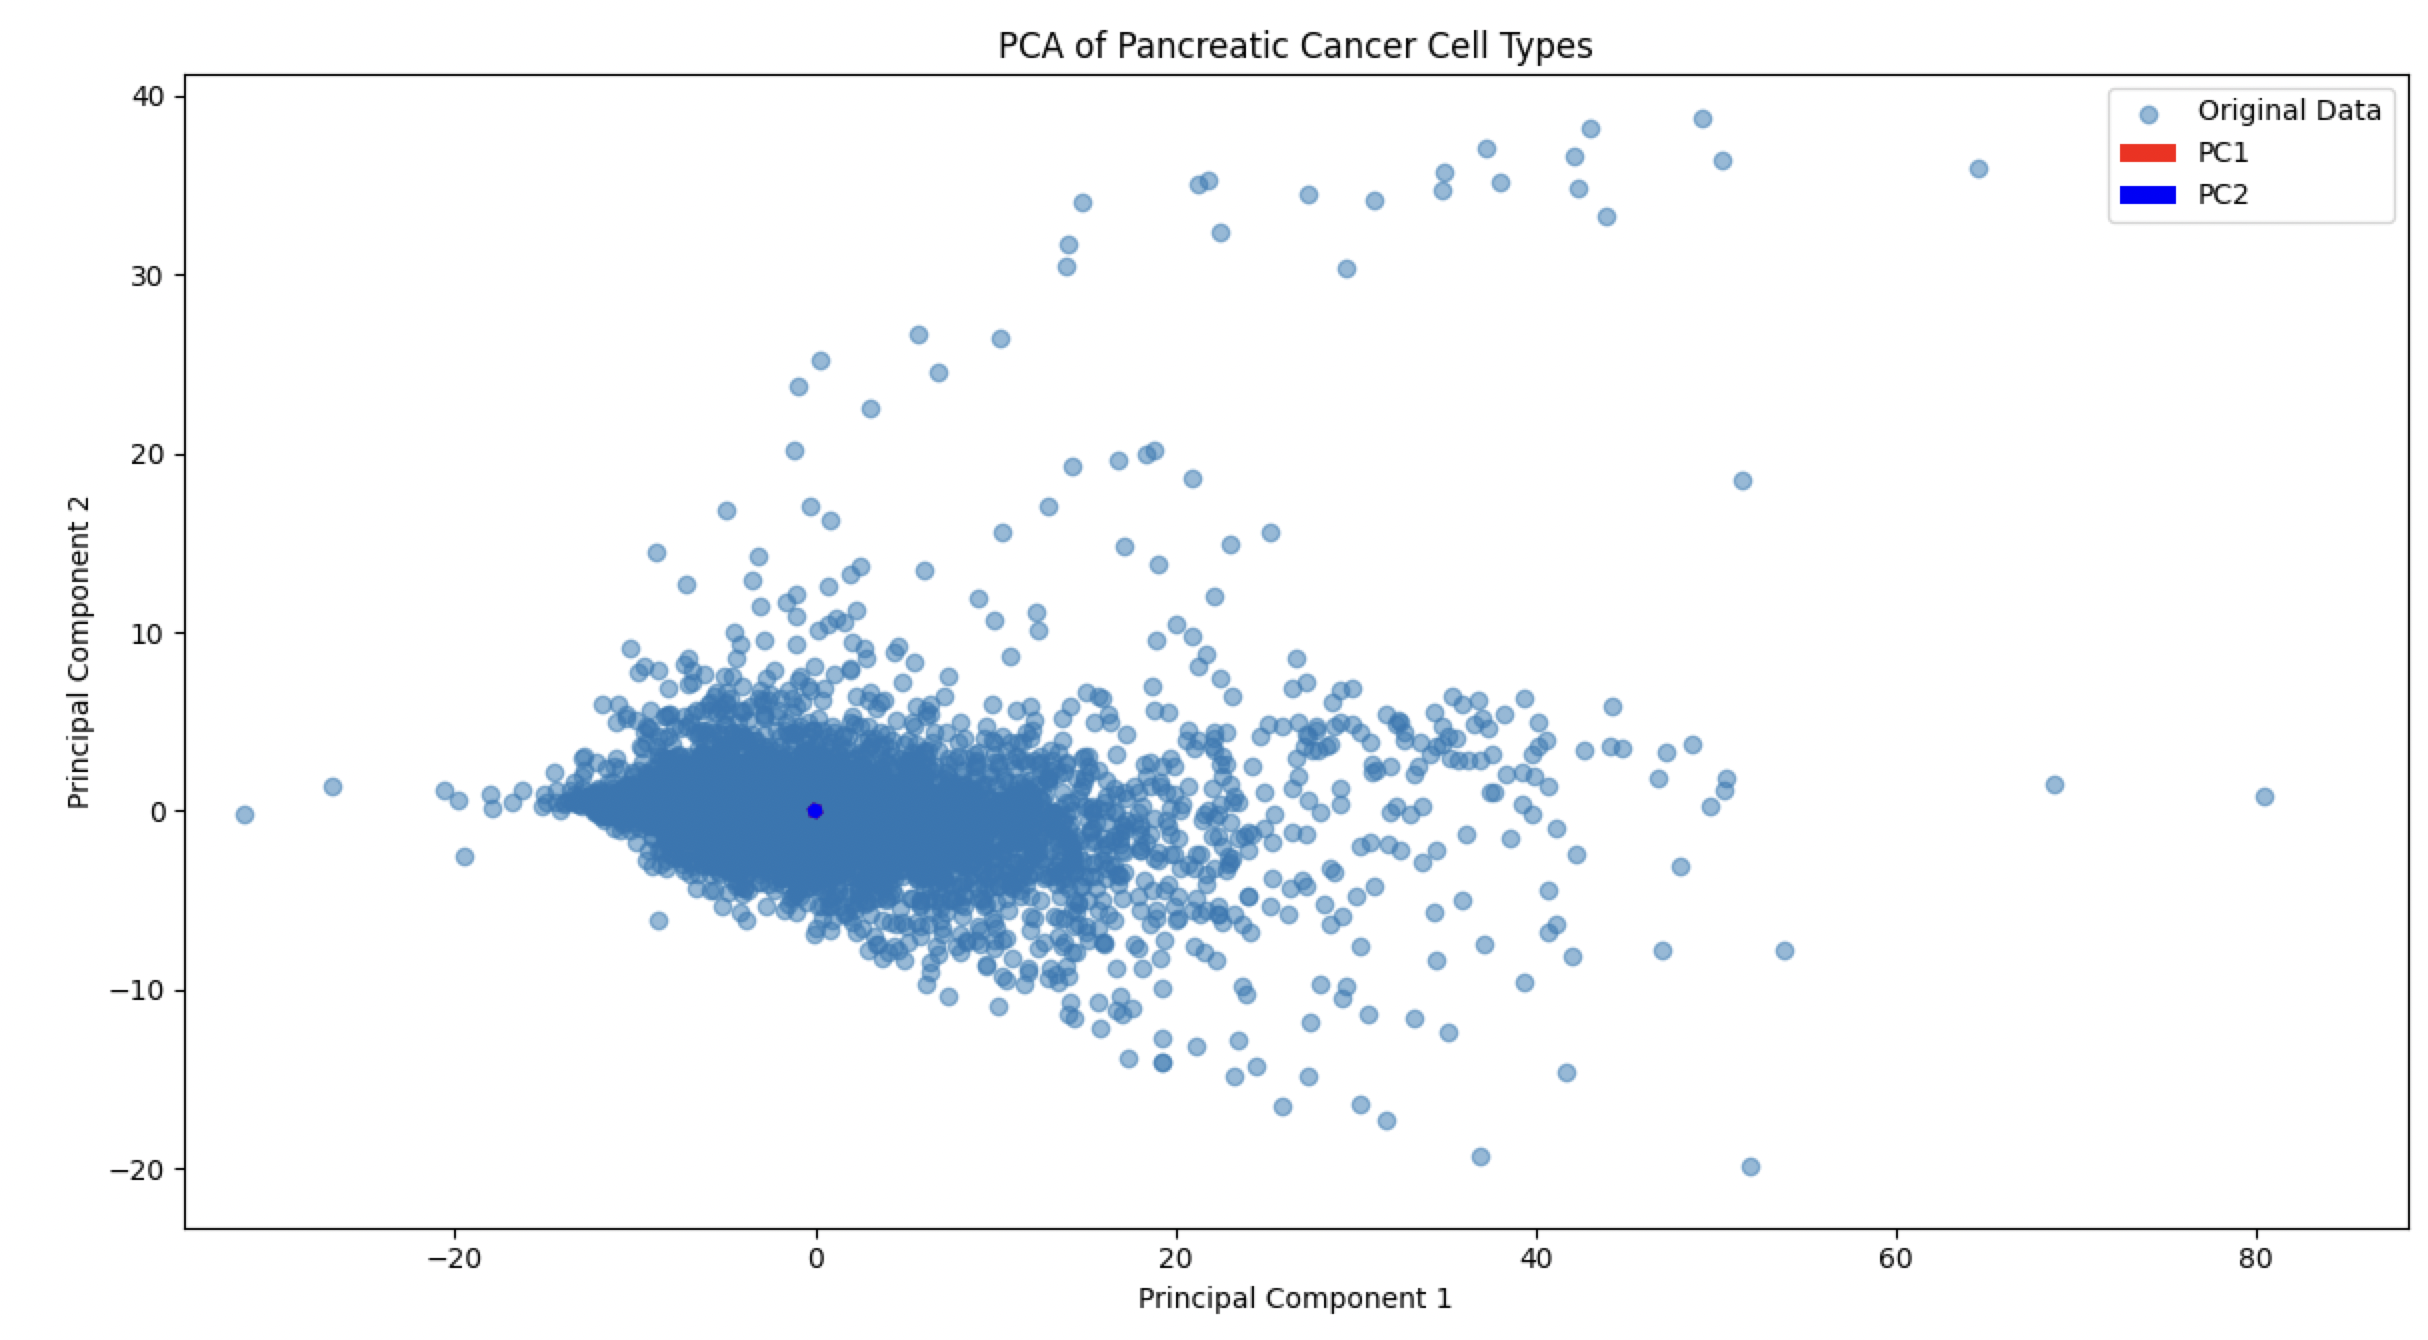 PCA of Pancreatic Cancer Cell Types
Original Data
PC1
PC2
40
30
20
10
0
−10
−20
Principal Component 2
−20
0
20
40
60
80
Principal Component 1